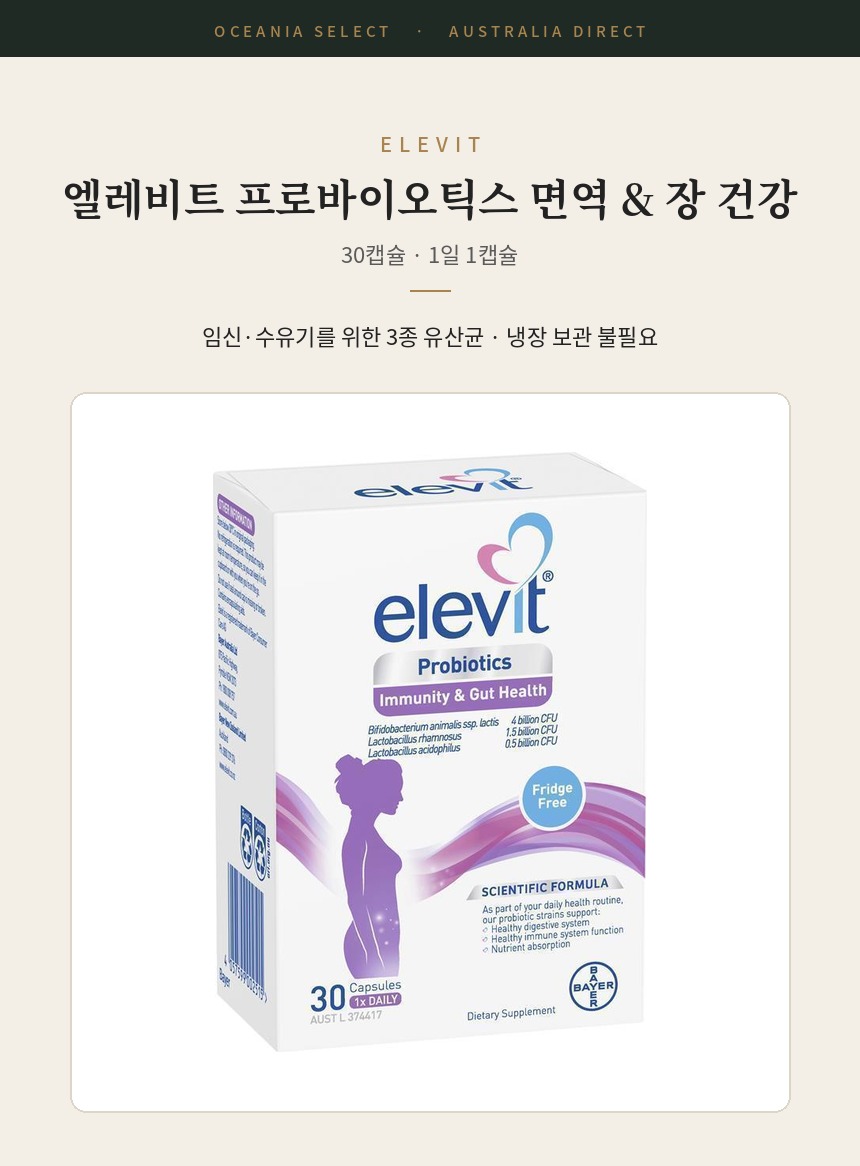 OCEANIA SELECT · AUSTRALIA DIRECT
ELEVIT
엘레비트 프로바이오틱스 면역 & 장 건강
30캡슐 · 1일 1캡슐
임신·수유기를 위한 3종 유산균 · 냉장 보관 불필요
elevit
OTHER INFORMATION
elevit®
Probiotics
Immunity & Gut Health
Bifidobacterium animalis ssp. lactis 4 billion CFU
Lactobacillus rhamnosus 1.5 billion CFU
Lactobacillus acidophilus 0.5 billion CFU
Fridge
Free
SCIENTIFIC FORMULA
As part of your daily health routine,
our probiotic strains support:
Healthy digestive system
Healthy immune system function
Nutrient absorption
30 Capsules
1x DAILY
AUST L 374417
Dietary Supplement
BAYER
BAYER
Bayer